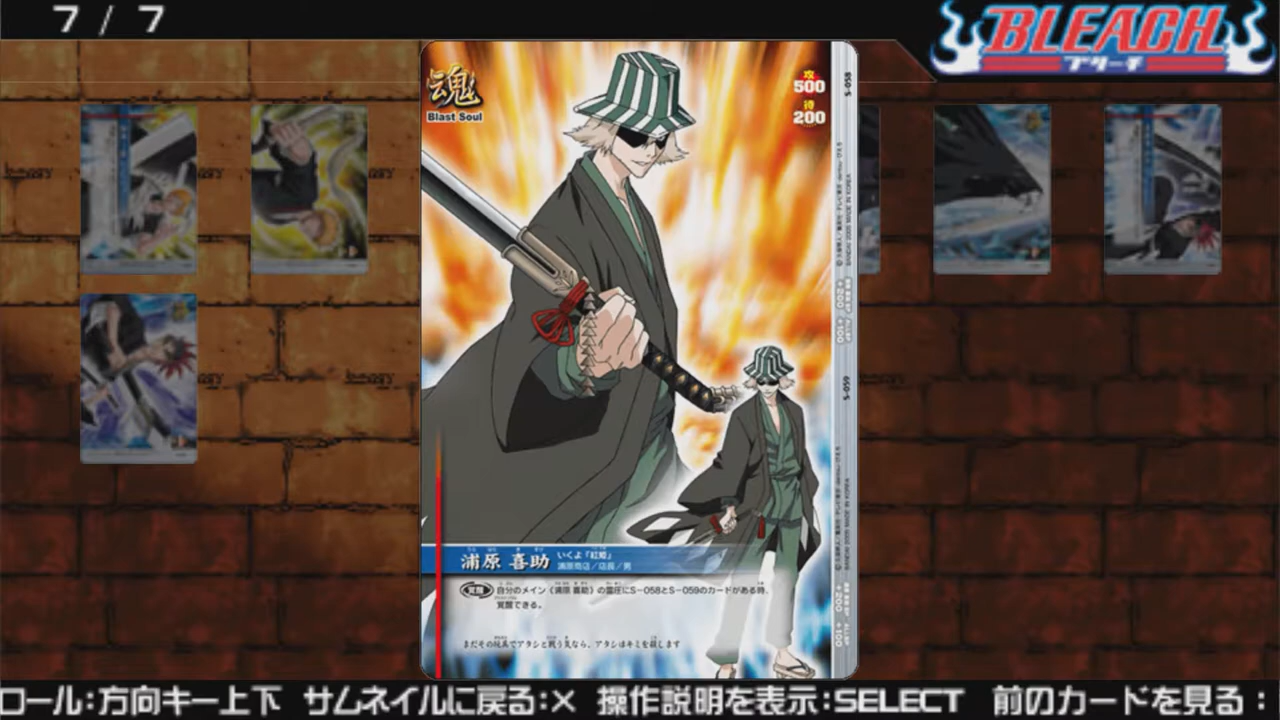 7 / 7
BLEACH
ブリーチ
魂
Blast Soul
攻
500
待
200
S-058
S-059
浦原 喜助
いくよ『紅姫』
浦原商店／店長／男
覚醒
自分のメイン《浦原 喜助》の霊圧にS-058とS-059のカードがある時、
覚醒できる。
まだその玩具でアタシと戦う気なら、アタシはキミを殺します
ロール:方向キー上下 サムネイルに戻る:× 操作説明を表示:SELECT 前のカードを見る: